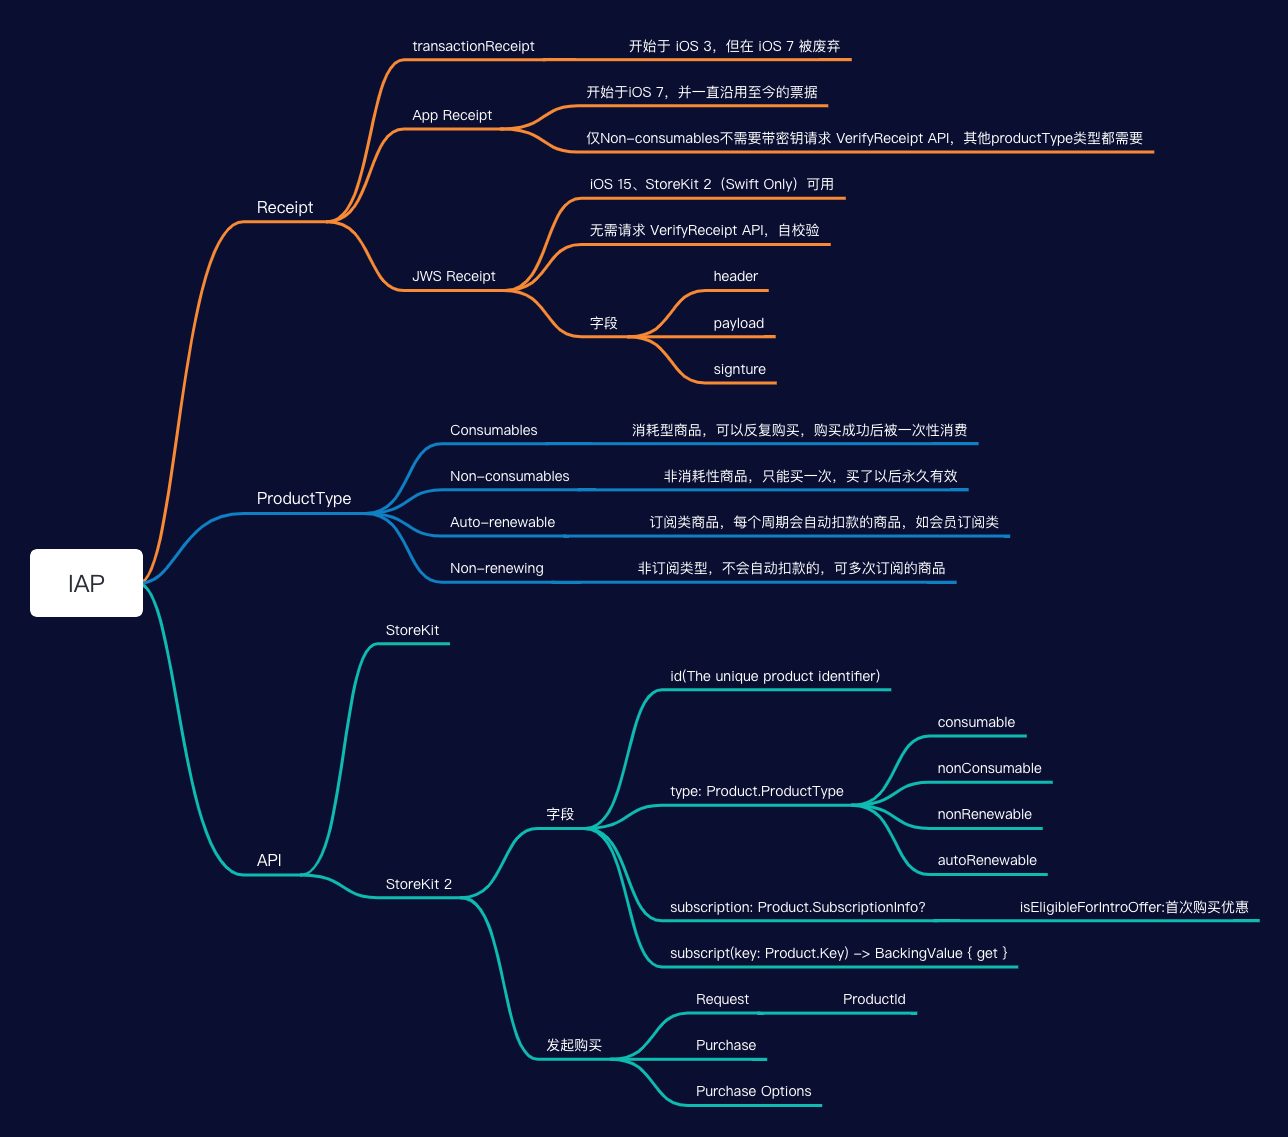 transactionReceipt
开始于 iOS 3，但在 iOS 7 被废弃
App Receipt
开始于iOS 7，并一直沿用至今的票据
仅Non-consumables不需要带密钥请求 VerifyReceipt API，其他productType类型都需要
Receipt
JWS Receipt
iOS 15、StoreKit 2（Swift Only）可用
无需请求 VerifyReceipt API，自校验
字段
header
payload
signture
ProductType
Consumables
消耗型商品，可以反复购买，购买成功后被一次性消费
Non-consumables
非消耗性商品，只能买一次，买了以后永久有效
Auto-renewable
订阅类商品，每个周期会自动扣款的商品，如会员订阅类
Non-renewing
非订阅类型，不会自动扣款的，可多次订阅的商品
IAP
API
StoreKit
StoreKit 2
字段
id(The unique product identifier)
type: Product.ProductType
consumable
nonConsumable
nonRenewable
autoRenewable
subscription: Product.SubscriptionInfo?
isEligibleForIntroOffer:首次购买优惠
subscript(key: Product.Key) -> BackingValue { get }
发起购买
Request
ProductId
Purchase
Purchase Options